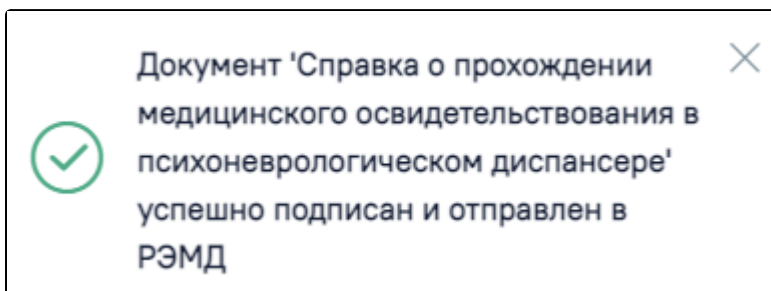 Документ 'Справка о прохождении
медицинского освидетельствования в
психоневрологическом диспансере'
успешно подписан и отправлен в
РЭМД